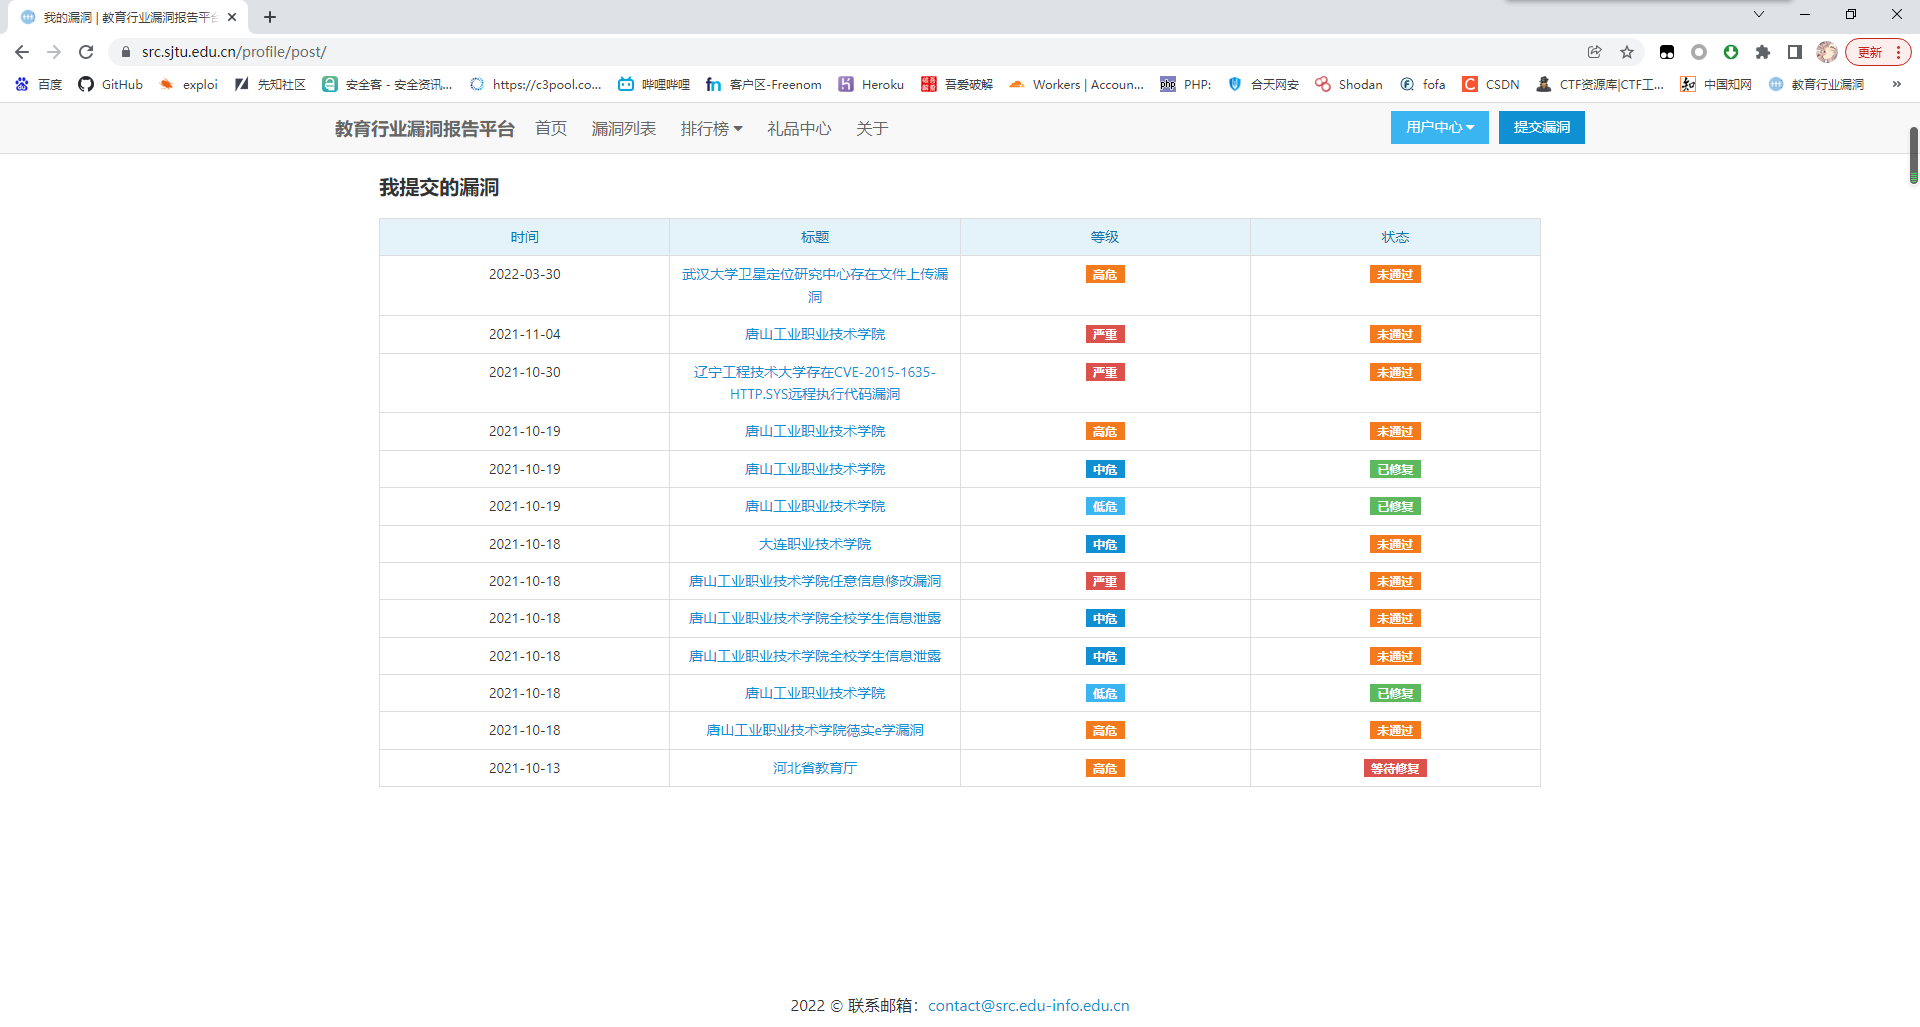 我的漏洞 | 教育行业漏洞报告平台
src.sjtu.edu.cn/profile/post/
更新
百度 GitHub exploi 先知社区 安全客 - 安全资讯... https://c3pool.co... 哔哩哔哩 客户区-Freenom Heroku 吾爱破解 Workers | Accoun... PHP: 合天网安 Shodan fofa CSDN CTF资源库|CTF工... 中国知网 教育行业漏洞 »
教育行业漏洞报告平台 首页 漏洞列表 排行榜 礼品中心 关于 用户中心 提交漏洞
我提交的漏洞
时间 标题 等级 状态
2022-03-30 武汉大学卫星定位研究中心存在文件上传漏 高危 未通过
洞
2021-11-04 唐山工业职业技术学院 严重 未通过
2021-10-30 辽宁工程技术大学存在CVE-2015-1635- 严重 未通过
HTTP.SYS远程执行代码漏洞
2021-10-19 唐山工业职业技术学院 高危 未通过
2021-10-19 唐山工业职业技术学院 中危 已修复
2021-10-19 唐山工业职业技术学院 低危 已修复
2021-10-18 大连职业技术学院 中危 未通过
2021-10-18 唐山工业职业技术学院任意信息修改漏洞 严重 未通过
2021-10-18 唐山工业职业技术学院全校学生信息泄露 中危 未通过
2021-10-18 唐山工业职业技术学院全校学生信息泄露 中危 未通过
2021-10-18 唐山工业职业技术学院 低危 已修复
2021-10-18 唐山工业职业技术学院德实e学漏洞 高危 未通过
2021-10-13 河北省教育厅 高危 等待修复
2022 © 联系邮箱：contact@src.edu-info.edu.cn